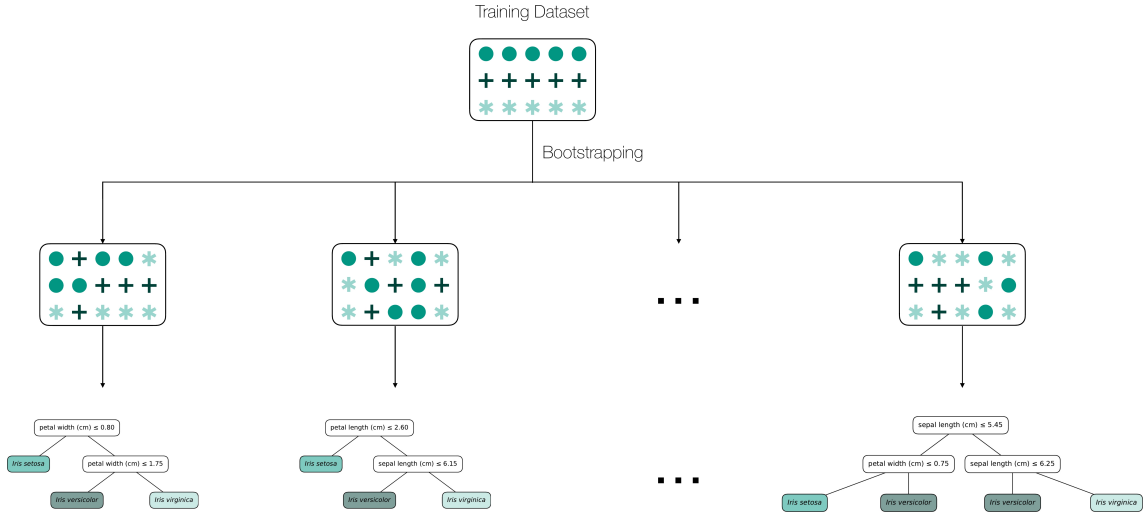 Training Dataset
Bootstrapping
petal width (cm) ≤ 0.80
Iris setosa
petal width (cm) ≤ 1.75
Iris versicolor
Iris virginica
petal length (cm) ≤ 2.60
Iris setosa
sepal length (cm) ≤ 6.15
Iris versicolor
Iris virginica
...
...
sepal length (cm) ≤ 5.45
petal width (cm) ≤ 0.75
sepal length (cm) ≤ 6.25
Iris setosa
Iris versicolor
Iris versicolor
Iris virginica